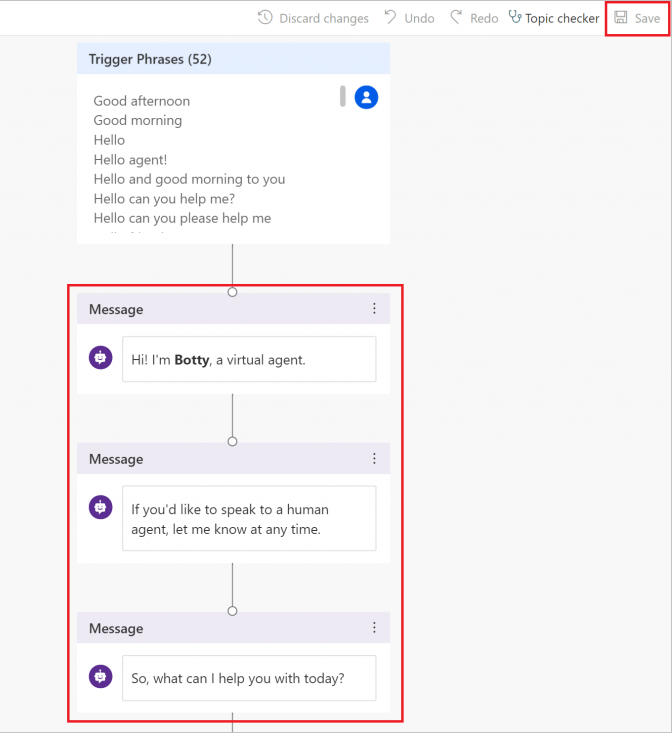 Discard changes Undo Redo Topic checker Save
Trigger Phrases (52)
Good afternoon
Good morning
Hello
Hello agent!
Hello and good morning to you
Hello can you help me?
Hello can you please help me
Message
Hi! I'm Botty, a virtual agent.
Message
If you'd like to speak to a human
agent, let me know at any time.
Message
So, what can I help you with today?